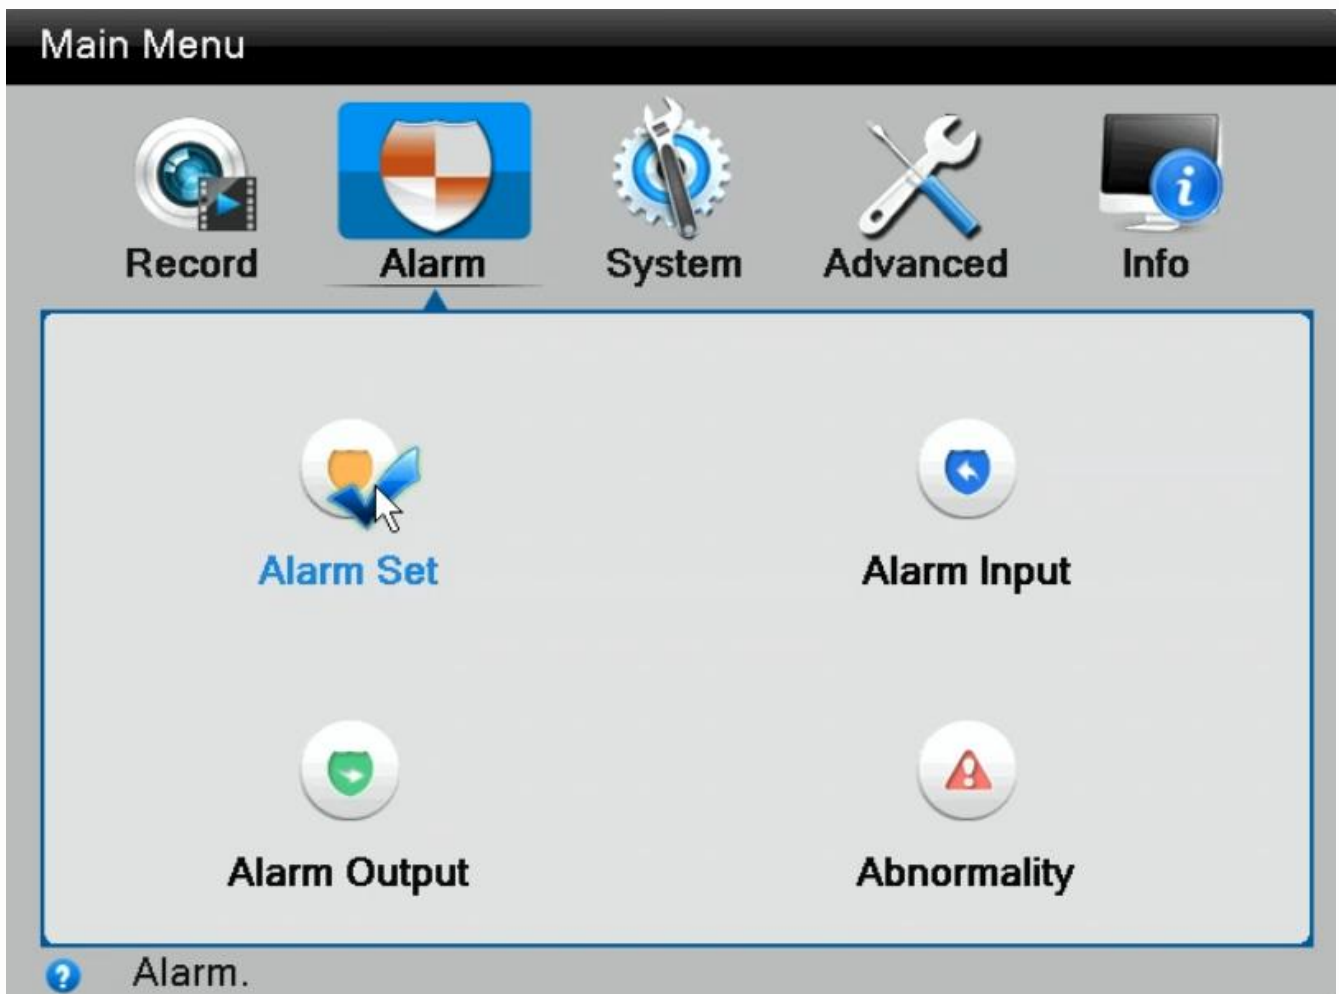 Main Menu
Record Alarm System Advanced Info
Alarm Set Alarm Input
Alarm Output Abnormality
? Alarm.